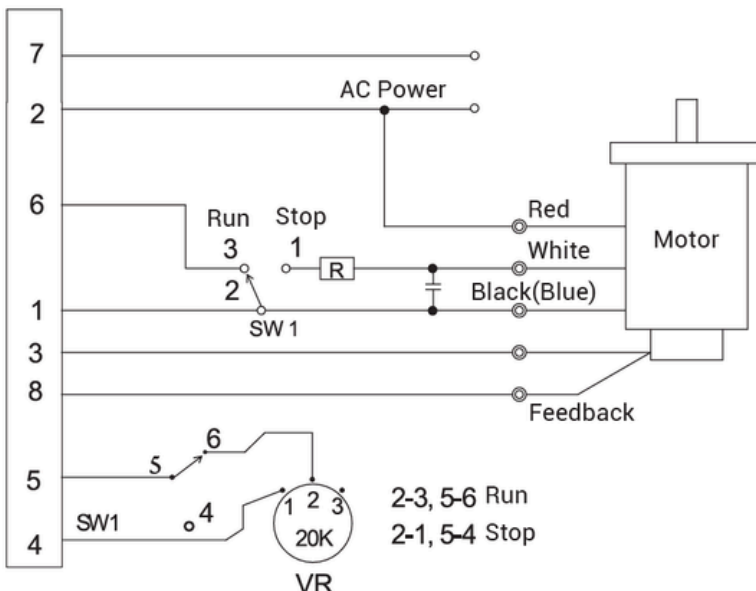 7
AC Power
2
6
Run
Stop
Red
3
1
White
Motor
R
2
Black(Blue)
1
SW 1
3
8
Feedback
6
5
5
1
2
3
2-3, 5-6 Run
4
SW1
20K
2-1, 5-4 Stop
4
VR